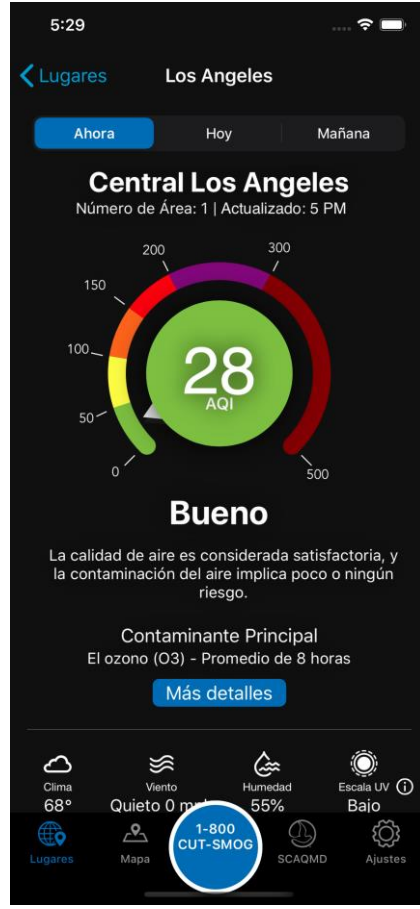 5:29
Lugares Los Angeles
Ahora Hoy Mañana
Central Los Angeles
Número de Área: 1 | Actualizado: 5 PM
200 300
150
100
28
AQI
50
0 500
Bueno
La calidad de aire es considerada satisfactoria, y
la contaminación del aire implica poco o ningún
riesgo.
Contaminante Principal
El ozono (O3) - Promedio de 8 horas
Más detalles
Clima Viento Humedad Escala UV
68° Quieto 0 55% Bajo
1-800
CUT-SMOG
Lugares Mapa SCAQMD Ajustes